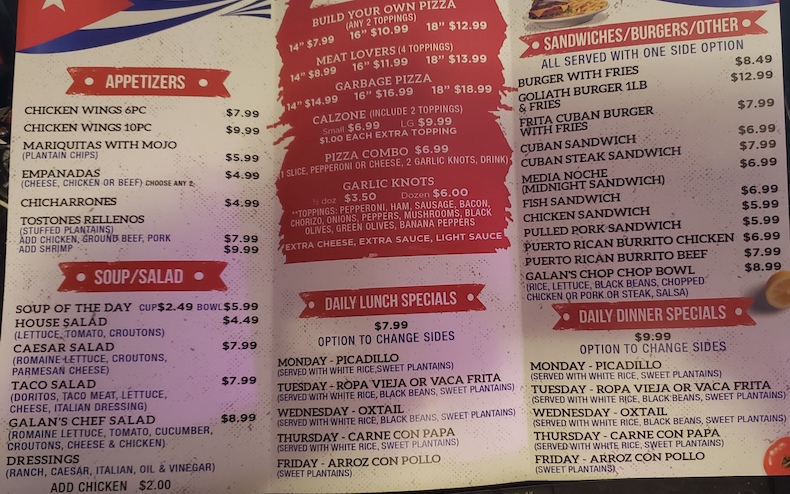 APPETIZERS
CHICKEN WINGS 6PC $7.99
CHICKEN WINGS 10PC $9.99
MARIQUITAS WITH MOJO
(PLANTAIN CHIPS) $5.99
EMPANADAS $4.99
(CHEESE, CHICKEN OR BEEF) CHOOSE ANY 2
CHICHARRONES $4.99
TOSTONES RELLENOS
(STUFFED PLANTAINS)
ADD CHICKEN, GROUND BEEF, PORK $7.99
ADD SHRIMP $9.99
SOUP/SALAD
SOUP OF THE DAY CUP $2.49 BOWL $5.99
HOUSE SALAD $4.49
(LETTUCE, TOMATO, CROUTONS)
CAESAR SALAD $7.99
(ROMAINE LETTUCE, CROUTONS,
PARMESAN CHEESE)
TACO SALAD $7.99
(DORITOS, TACO MEAT, LETTUCE,
CHEESE, ITALIAN DRESSING)
GALAN'S CHEF SALAD $8.99
(ROMAINE LETTUCE, TOMATO, CUCUMBER,
CROUTONS, CHEESE & CHICKEN)
DRESSINGS
(RANCH, CAESAR, ITALIAN, OIL & VINEGAR)
ADD CHICKEN $2.00
BUILD YOUR OWN PIZZA
(ANY 2 TOPPINGS)
14" $7.99 16" $10.99 18" $12.99
MEAT LOVERS (4 TOPPINGS)
14" $8.99 16" $11.99 18" $13.99
GARBAGE PIZZA
14" $14.99 16" $16.99 18" $18.99
CALZONE (INCLUDE 2 TOPPINGS)
Small $6.99 LG $9.99
$1.00 EACH EXTRA TOPPING
PIZZA COMBO $6.99
1 SLICE, PEPPERONI OR CHEESE, 2 GARLIC KNOTS, DRINK)
GARLIC KNOTS
½ doz $3.50 Dozen $6.00
**TOPPINGS: PEPPERONI, HAM, SAUSAGE, BACON,
CHORIZO, ONIONS, PEPPERS, MUSHROOMS, BLACK
OLIVES, GREEN OLIVES, BANANA PEPPERS
EXTRA CHEESE, EXTRA SAUCE, LIGHT SAUCE
DAILY LUNCH SPECIALS
$7.99
OPTION TO CHANGE SIDES
MONDAY - PICADILLO
(SERVED WITH WHITE RICE, SWEET PLANTAINS)
TUESDAY - ROPA VIEJA OR VACA FRITA
(SERVED WITH WHITE RICE, BLACK BEANS, SWEET PLANTAINS)
WEDNESDAY - OXTAIL
(SERVED WITH WHITE RICE, BLACK BEANS, SWEET PLANTAINS)
THURSDAY - CARNE CON PAPA
(SERVED WITH WHITE RICE, SWEET PLANTAINS)
FRIDAY - ARROZ CON POLLO
(SWEET PLANTAINS)
SANDWICHES/BURGERS/OTHER
ALL SERVED WITH ONE SIDE OPTION
BURGER WITH FRIES $8.49
GOLIATH BURGER 1LB $12.99
& FRIES
FRITA CUBAN BURGER $7.99
WITH FRIES
CUBAN SANDWICH $6.99
CUBAN STEAK SANDWICH $7.99
MEDIA NOCHE $6.99
(MIDNIGHT SANDWICH)
FISH SANDWICH $6.99
CHICKEN SANDWICH $5.99
PULLED PORK SANDWICH $5.99
PUERTO RICAN BURRITO CHICKEN $6.99
PUERTO RICAN BURRITO BEEF $7.99
GALAN'S CHOP CHOP BOWL $8.99
(RICE, LETTUCE, BLACK BEANS, CHOPPED
CHICKEN OR PORK OR STEAK, SALSA)
DAILY DINNER SPECIALS
$9.99
OPTION TO CHANGE SIDES
MONDAY - PICADILLO
(SERVED WITH WHITE RICE, SWEET PLANTAINS)
TUESDAY - ROPA VIEJA OR VACA FRITA
(SERVED WITH WHITE RICE, BLACK BEANS, SWEET PLANTAINS)
WEDNESDAY - OXTAIL
(SERVED WITH WHITE RICE, BLACK BEANS, SWEET PLANTAINS)
THURSDAY - CARNE CON PAPA
(SERVED WITH WHITE RICE, SWEET PLANTAINS)
FRIDAY - ARROZ CON POLLO
(SWEET PLANTAINS)